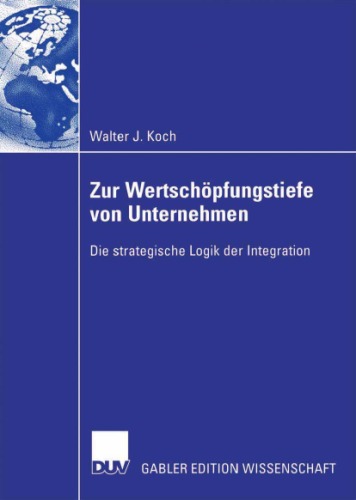 Walter J. Koch
Zur Wertschöpfungstiefe
von Unternehmen
Die strategische Logik der Integration
DUV
GABLER EDITION WISSENSCHAFT